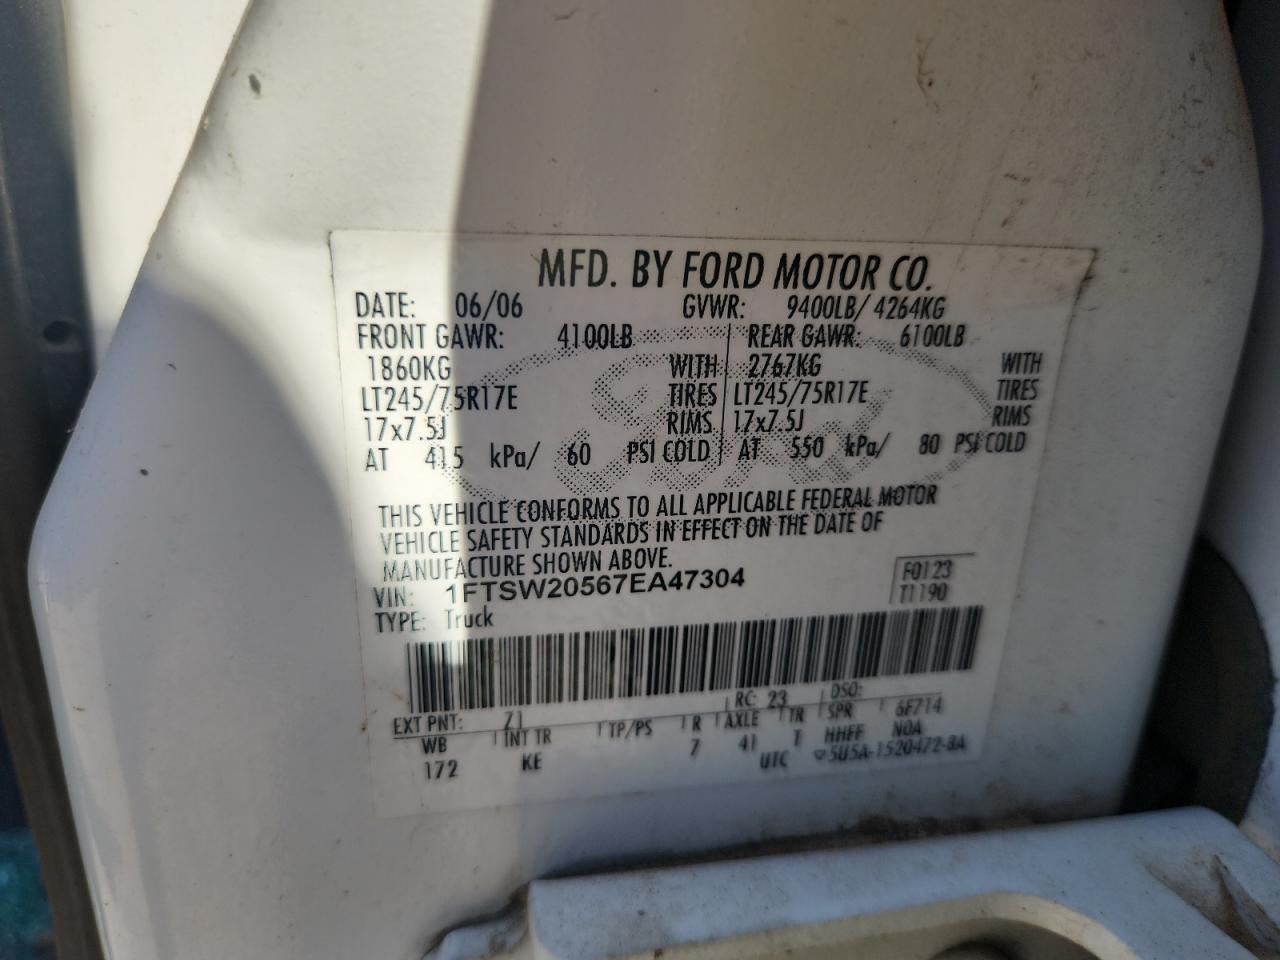 MFD. BY FORD MOTOR CO.
DATE: 06/06 GVWR: 9400LB/ 4264KG
FRONT GAWR: 4100LB REAR GAWR: 6100LB
1860KG WITH 2767KG WITH
LT245/75R17E TIRES LT245/75R17E TIRES
17x7.5J RIMS 17x7.5J RIMS
AT 415 kPa/ 60 PSI COLD AT 550 kPa/ 80 PSI COLD
THIS VEHICLE CONFORMS TO ALL APPLICABLE FEDERAL MOTOR
VEHICLE SAFETY STANDARDS IN EFFECT ON THE DATE OF
MANUFACTURE SHOWN ABOVE.
VIN: 1FTSW20567EA47304 F0123
TYPE: Truck T1190
EXT PNT: Z1 RC: 23 DSO:
WB INT TR TP/PS R AXLE TR SPR 6F714
172 KE 7 41 T HHFF NOA
UTC ▽5U5A-1520472-BA